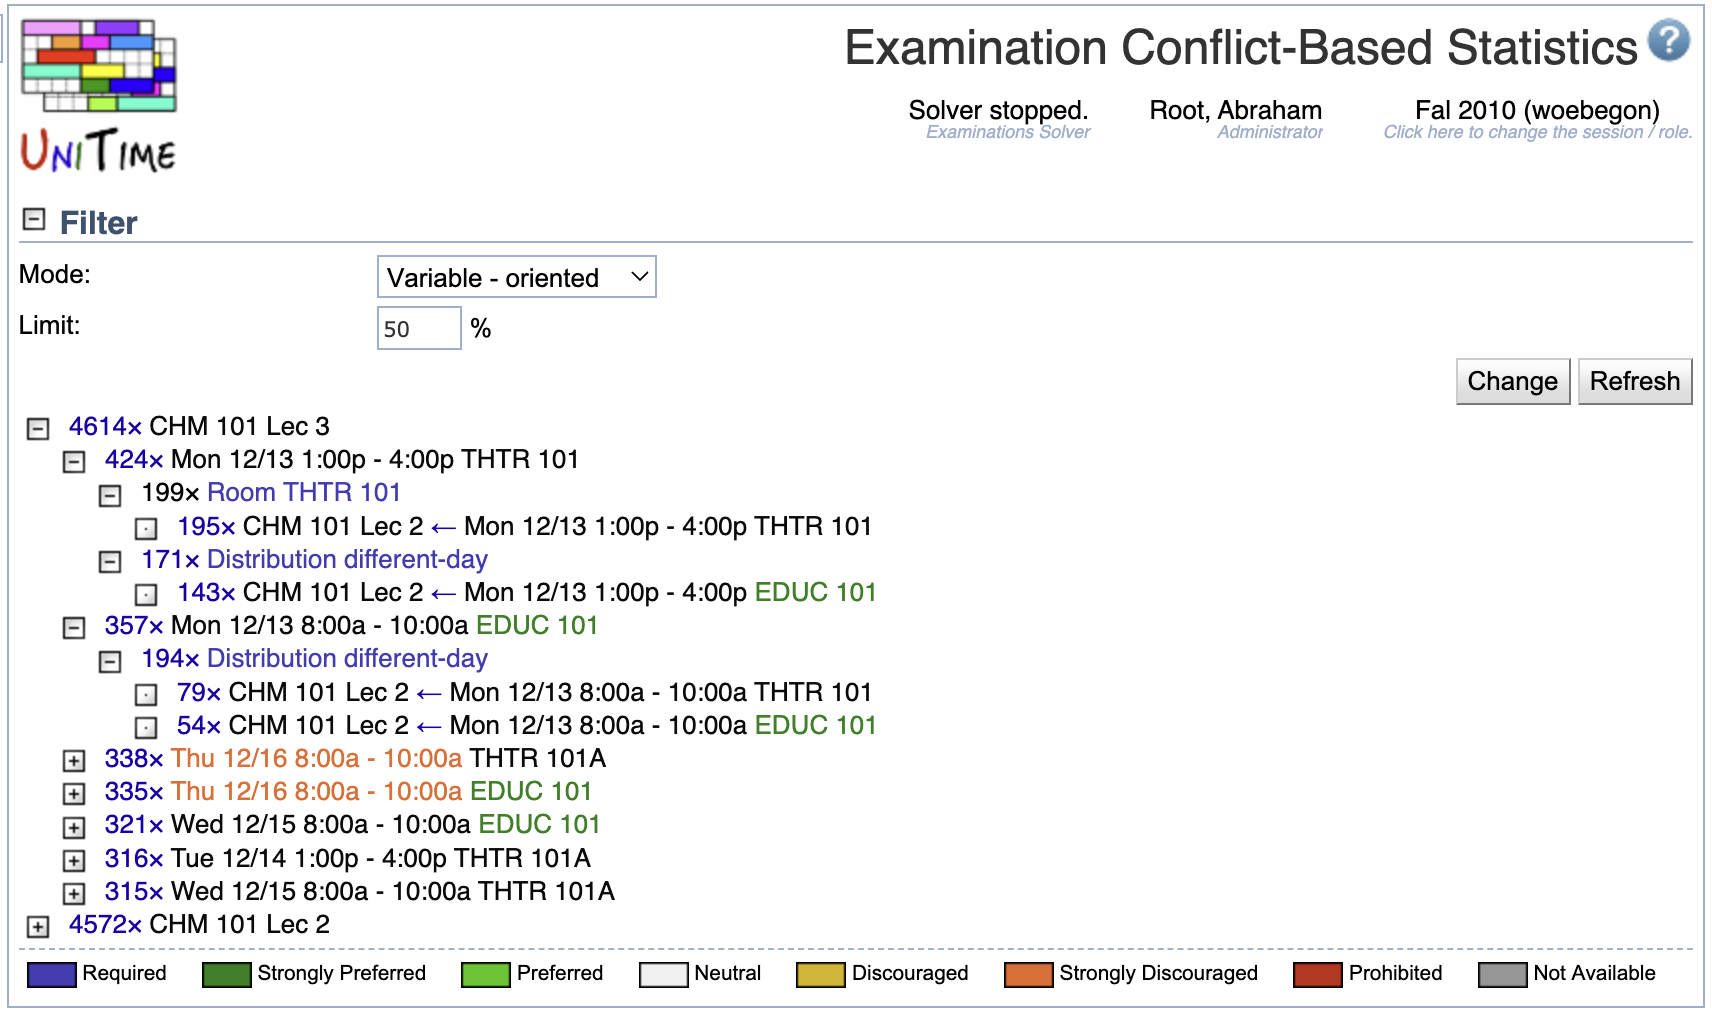 UNITIME
Examination Conflict-Based Statistics ?
Solver stopped. Root, Abraham Fal 2010 (woebegon)
Examinations Solver Administrator Click here to change the session / role.
Filter
Mode: Variable - oriented
Limit: 50 %
Change Refresh
4614× CHM 101 Lec 3
424× Mon 12/13 1:00p - 4:00p THTR 101
199× Room THTR 101
195× CHM 101 Lec 2 ← Mon 12/13 1:00p - 4:00p THTR 101
171× Distribution different-day
143× CHM 101 Lec 2 ← Mon 12/13 1:00p - 4:00p EDUC 101
357× Mon 12/13 8:00a - 10:00a EDUC 101
194× Distribution different-day
79× CHM 101 Lec 2 ← Mon 12/13 8:00a - 10:00a THTR 101
54× CHM 101 Lec 2 ← Mon 12/13 8:00a - 10:00a EDUC 101
338× Thu 12/16 8:00a - 10:00a THTR 101A
335× Thu 12/16 8:00a - 10:00a EDUC 101
321× Wed 12/15 8:00a - 10:00a EDUC 101
316× Tue 12/14 1:00p - 4:00p THTR 101A
315× Wed 12/15 8:00a - 10:00a THTR 101A
4572× CHM 101 Lec 2
Required Strongly Preferred Preferred Neutral Discouraged Strongly Discouraged Prohibited Not Available